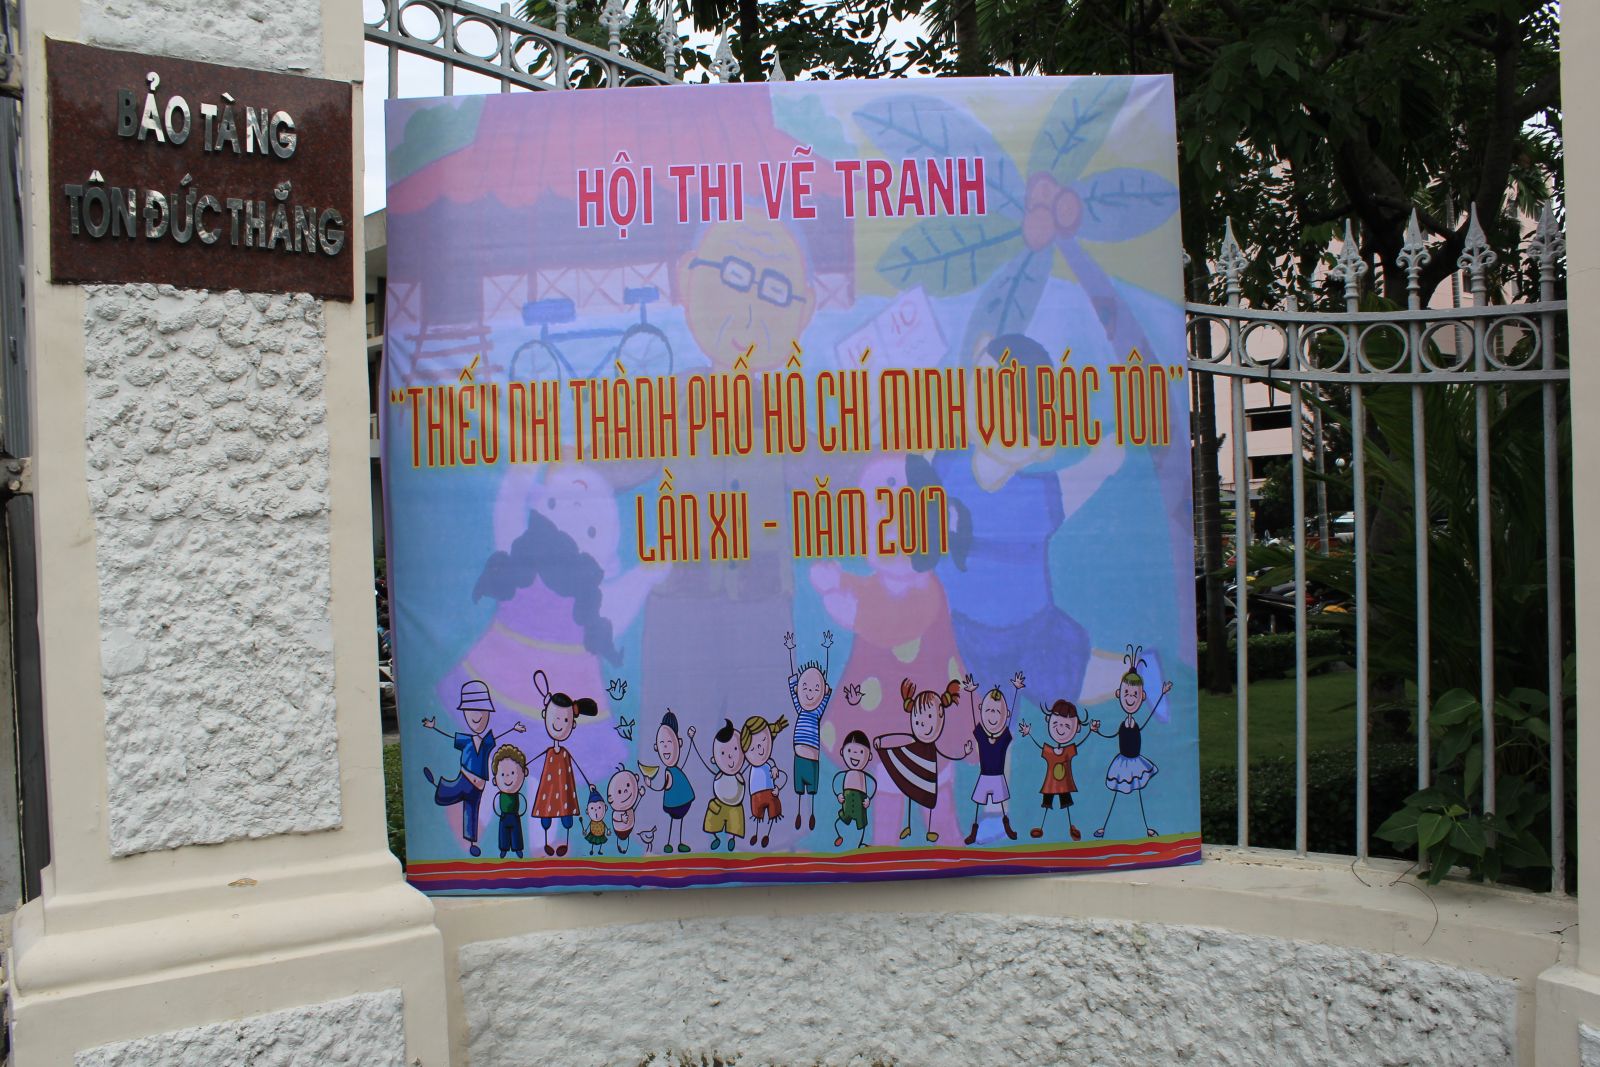 BẢO TÀNG
TÔN ĐỨC THẮNG
HỘI THI VẼ TRANH
"THIẾU NHI THÀNH PHỐ HỒ CHÍ MINH VỚI BÁC TÔN"
LẦN XII - NĂM 2017
10